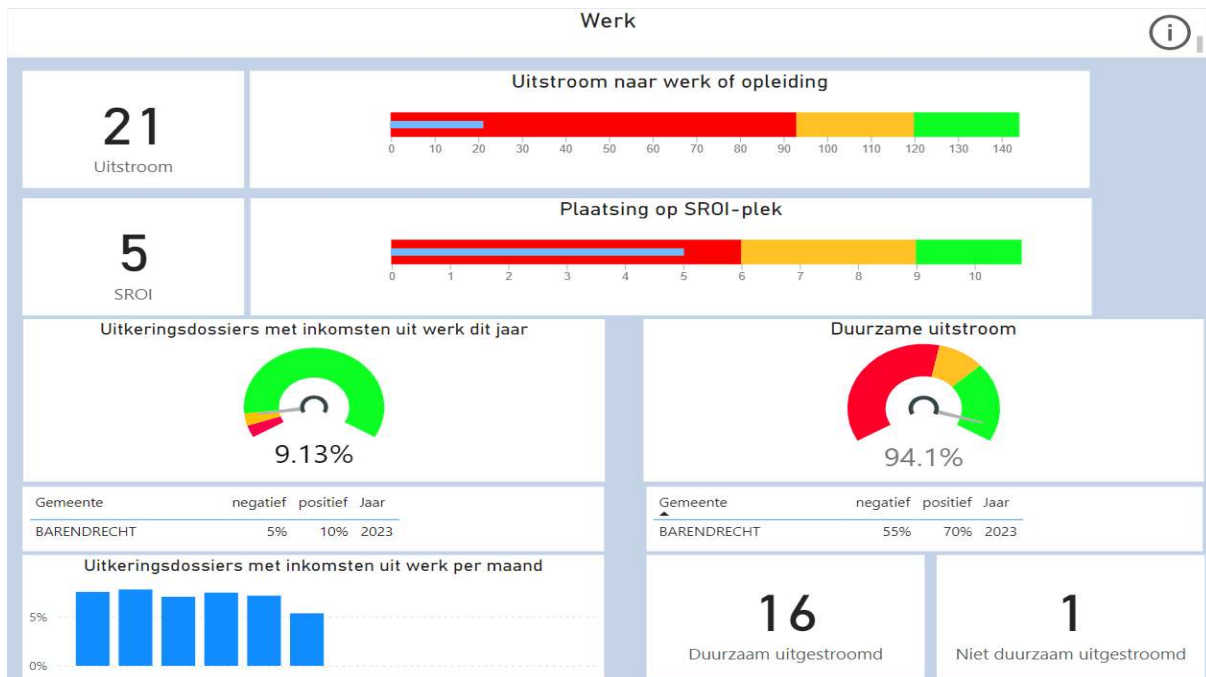 Werk
i
21
Uitstroom
Uitstroom naar werk of opleiding
0 10 20 30 40 50 60 70 80 90 100 110 120 130 140
5
SROI
Plaatsing op SROI-plek
0 1 2 3 4 5 6 7 8 9 10
Uitkeringsdossiers met inkomsten uit werk dit jaar
9.13%
Duurzame uitstroom
94.1%
Gemeente negatief positief Jaar
BARENDRECHT 5% 10% 2023
Gemeente negatief positief Jaar
BARENDRECHT 55% 70% 2023
Uitkeringsdossiers met inkomsten uit werk per maand
5%
0%
16
Duurzaam uitgestroomd
1
Niet duurzaam uitgestroomd